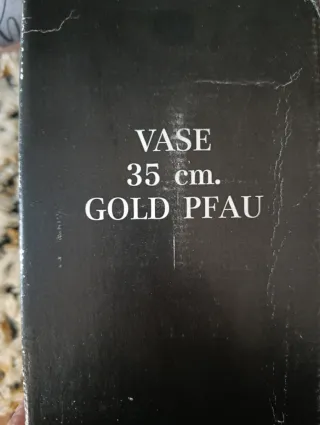 VASE
35 cm.
GOLD PFAU